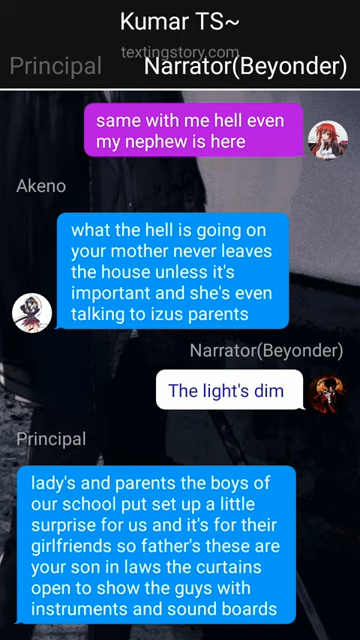 Kumar TS~
textingstory.com
Principal
Narrator(Beyonder)
same with me hell even
my nephew is here
Akeno
what the hell is going on
your mother never leaves
the house unless it's
important and she's even
talking to izus parents
Narrator(Beyonder)
The light's dim
Principal
lady's and parents the boys of
our school put set up a little
surprise for us and it's for their
girlfriends so father's these are
your son in laws the curtains
open to show the guys with
instruments and sound boards